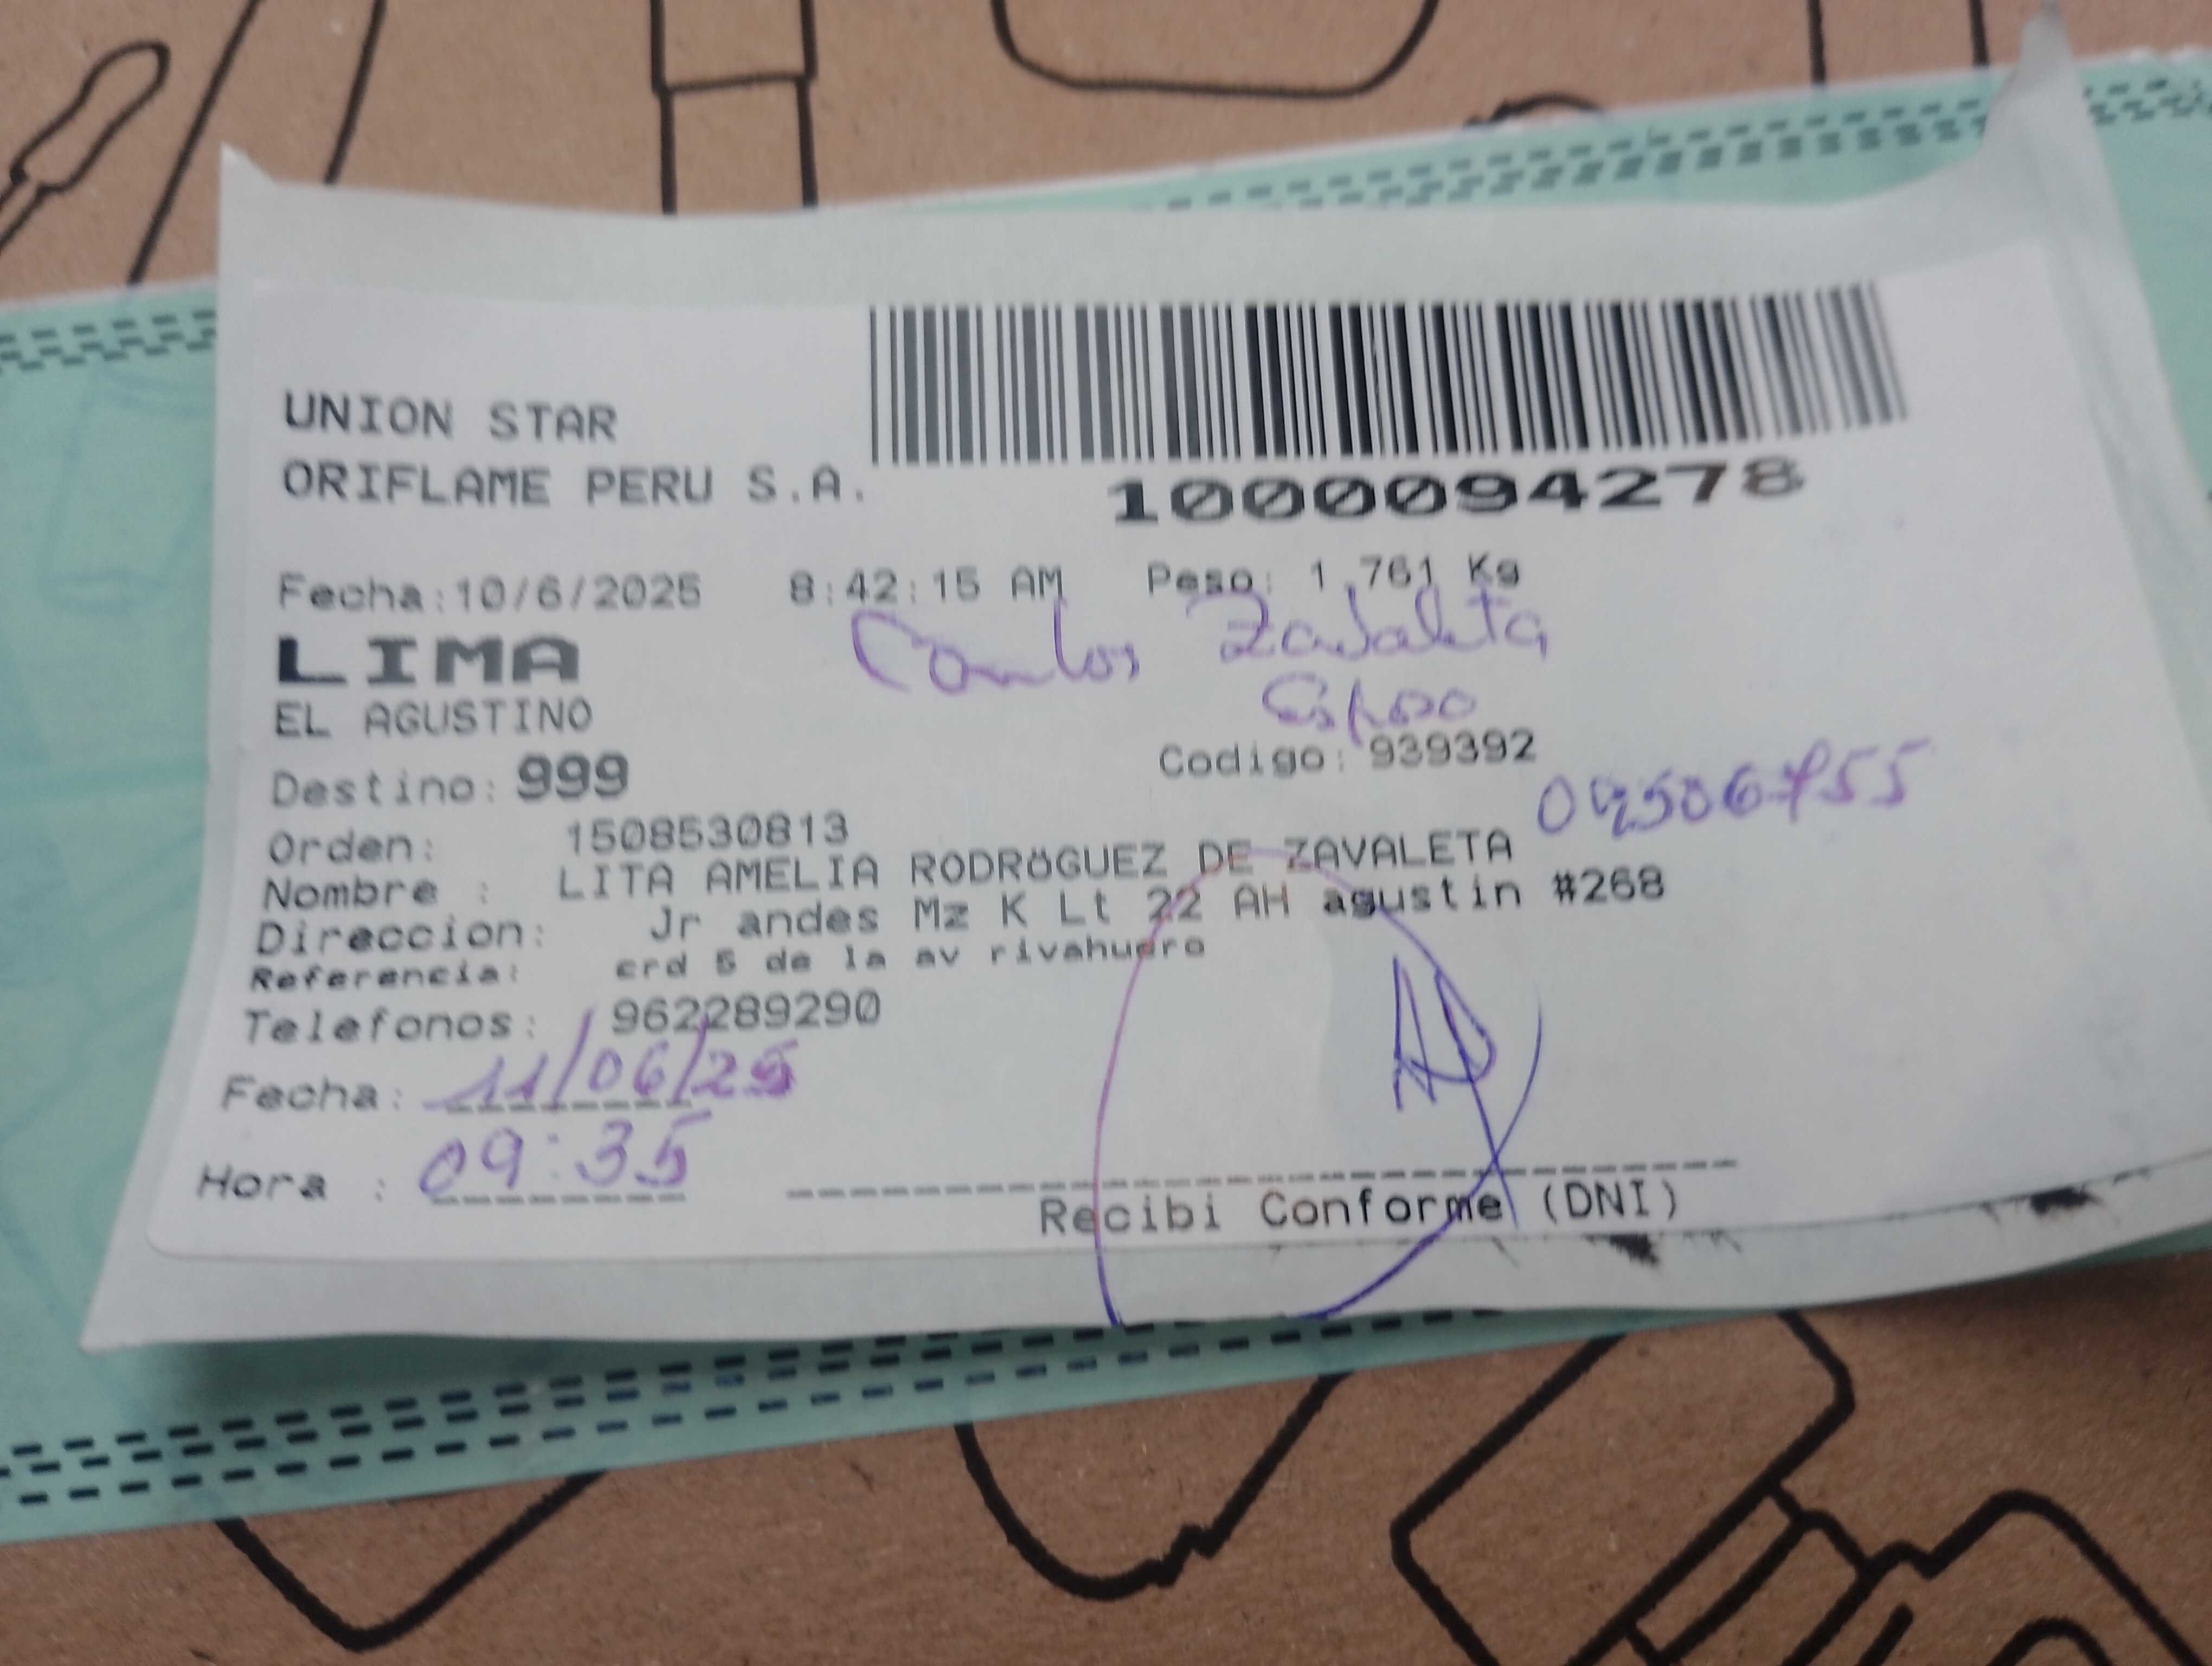 UNION STAR
ORIFLAME PERU S.A.
1000094278
Fecha:10/6/2025 8:42:15 AM Peso: 1,761 Kg
LIMA Carlos Zavaleta
EL AGUSTINO Esposo
Destino: 999 Codigo: 939392
Orden: 1508530813
Nombre : LITA AMELIA RODRöGUEZ DE ZAVALETA
Direccion: Jr andes Mz K Lt 22 AH agustin #268
Referencia: crd 5 de la av rivahuero
Telefonos: 962289290
Fecha: 11/06/25
Hora : 09:35
Recibi Conforme (DNI)